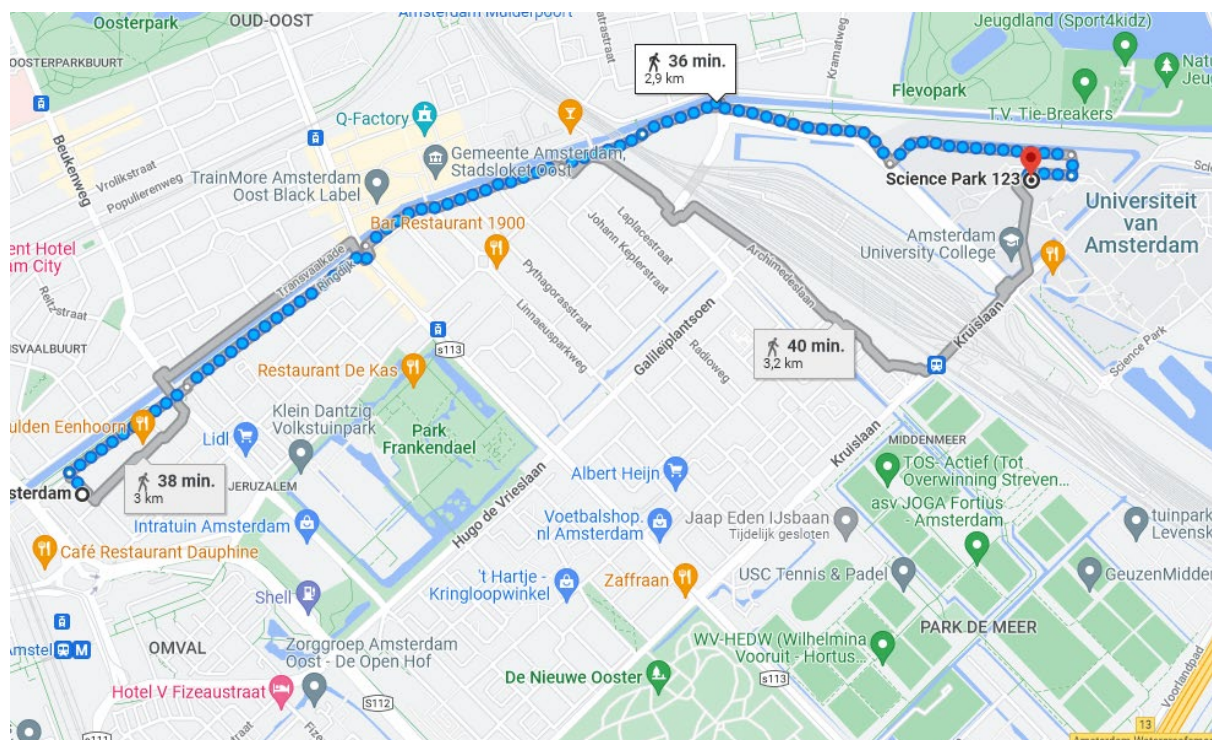 Oosterpark
OUD-OOST
Amsterdam Muiderpoort
Jeugdland (Sport4kidz)
OOSTERPARKBUURT
Kramatweg
36 min.
2,9 km
Flevopark
T.V. Tie-Breakers
Q-Factory
Beukenweg
Vrolikstraat
Populierenweg
Gemeente Amsterdam,
Stadsloket Oost
TrainMore Amsterdam
Oost Black Label
Science Park 123
Universiteit
van
Amsterdam
Bar Restaurant 1900
Laplacestraat
Johann Keplerstraat
Archimedeslaan
Amsterdam
University College
Transvaalkade
Ringdijk
Pythagorasstraat
Linnaeusparkweg
Galileiplantsoen
Radioweg
Reitzstraat
s113
40 min.
3,2 km
Kruislaan
Science Park
Restaurant De Kas
Klein Dantzig
Volkstuinpark
Park
Frankendael
Lidl
38 min.
3 km
JERUZALEM
Intratuin Amsterdam
Hugo de Vrieslaan
Albert Heijn
Kruislaan
MIDDENMEER
TOS- Actief (Tot
Overwinning Streven...
asv JOGA Fortius
- Amsterdam
Voetbalshop.
nl Amsterdam
Jaap Eden IJsbaan
Tijdelijk gesloten
Café Restaurant Dauphine
't Hartje -
Kringloopwinkel
Zaffraan
USC Tennis & Padel
GeuzenMidden
Shell
OMVAL
Zorggroep Amsterdam
Oost - De Open Hof
WV-HEDW (Wilhelmina
Vooruit - Hortus...
PARK DE MEER
M
Hotel V Fizeaustraat
De Nieuwe Ooster
s113
S112
Voorlandpad
13
s111